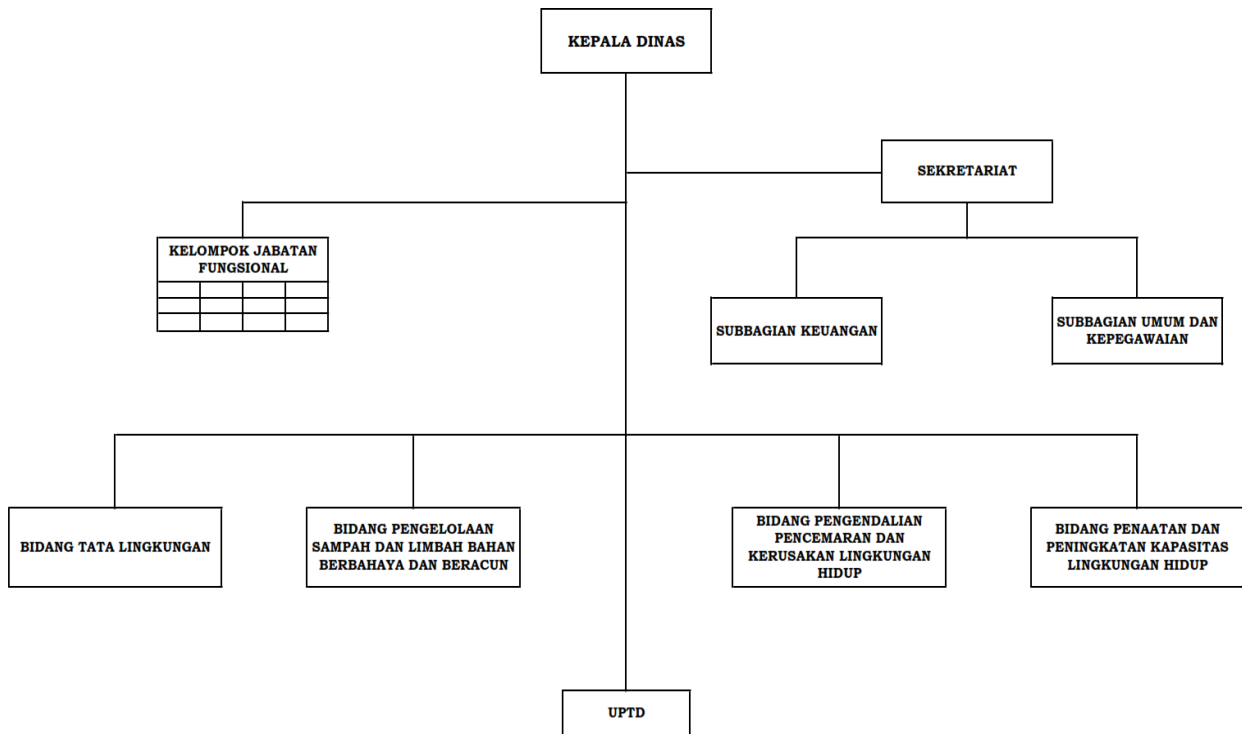 KEPALA DINAS
SEKRETARIAT
KELOMPOK JABATAN
FUNGSIONAL
SUBBAGIAN KEUANGAN
SUBBAGIAN UMUM DAN
KEPEGAWAIAN
BIDANG TATA LINGKUNGAN
BIDANG PENGELOLAAN
SAMPAH DAN LIMBAH BAHAN
BERBAHAYA DAN BERACUN
BIDANG PENGENDALIAN
PENCEMARAN DAN
KERUSAKAN LINGKUNGAN
HIDUP
BIDANG PENAATAN DAN
PENINGKATAN KAPASITAS
LINGKUNGAN HIDUP
UPTD